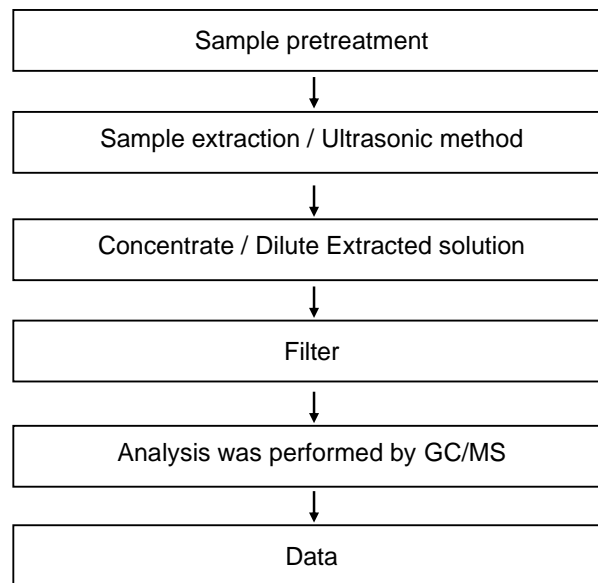 Sample pretreatment
Sample extraction / Ultrasonic method
Concentrate / Dilute Extracted solution
Filter
Analysis was performed by GC/MS
Data